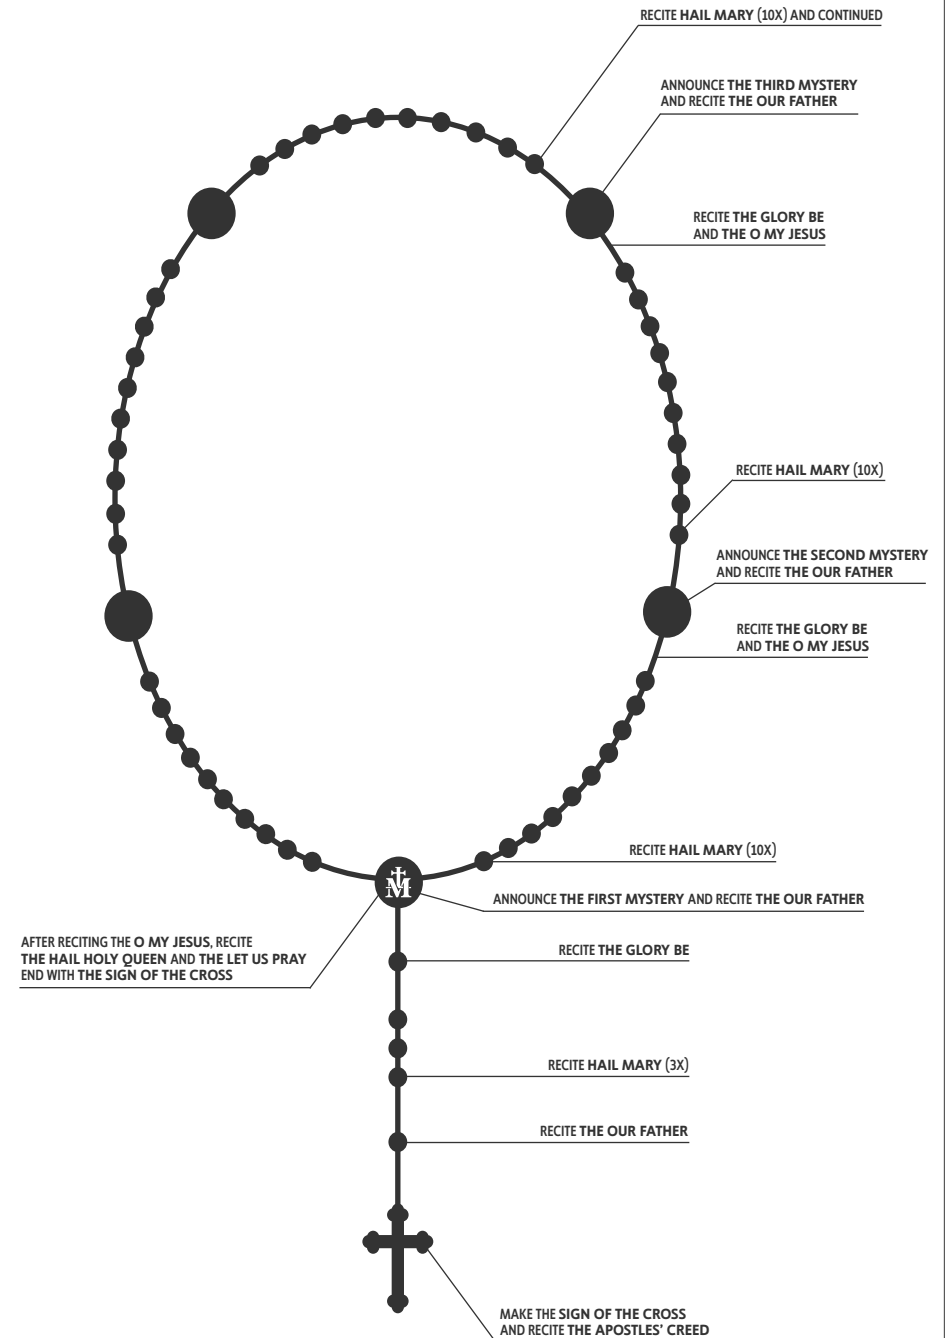 RECITE HAIL MARY (10X) AND CONTINUED
ANNOUNCE THE THIRD MYSTERY
AND RECITE THE OUR FATHER
RECITE THE GLORY BE
AND THE O MY JESUS
RECITE HAIL MARY (10X)
ANNOUNCE THE SECOND MYSTERY
AND RECITE THE OUR FATHER
RECITE THE GLORY BE
AND THE O MY JESUS
RECITE HAIL MARY (10X)
M
ANNOUNCE THE FIRST MYSTERY AND RECITE THE OUR FATHER
AFTER RECITING THE O MY JESUS, RECITE
THE HAIL HOLY QUEEN AND THE LET US PRAY
END WITH THE SIGN OF THE CROSS
RECITE THE GLORY BE
RECITE HAIL MARY (3X)
RECITE THE OUR FATHER
MAKE THE SIGN OF THE CROSS
AND RECITE THE APOSTLES' CREED